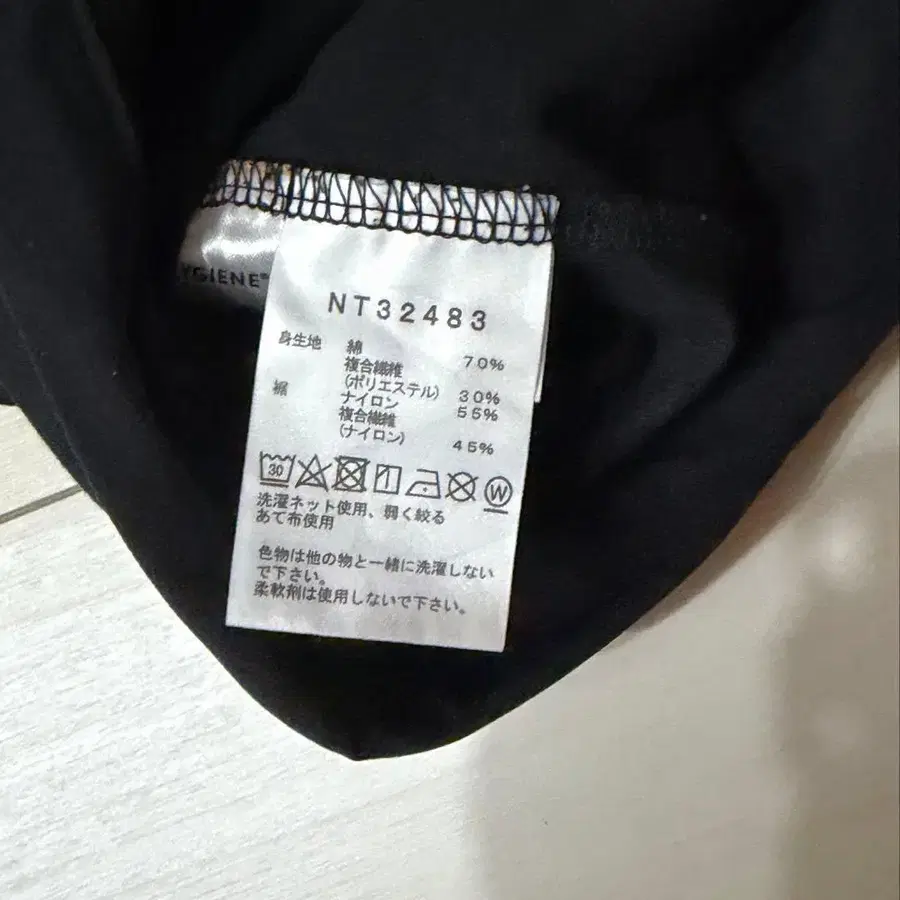 YGIENE®
NT32483
身生地 綿 70%
複合繊維
(ポリエステル) 30%
裾 ナイロン 55%
複合繊維
(ナイロン) 45%
30 W
洗濯ネット使用、弱く絞る
あて布使用
色物は他の物と一緒に洗濯しない
で下さい。
柔軟剤は使用しないで下さい。